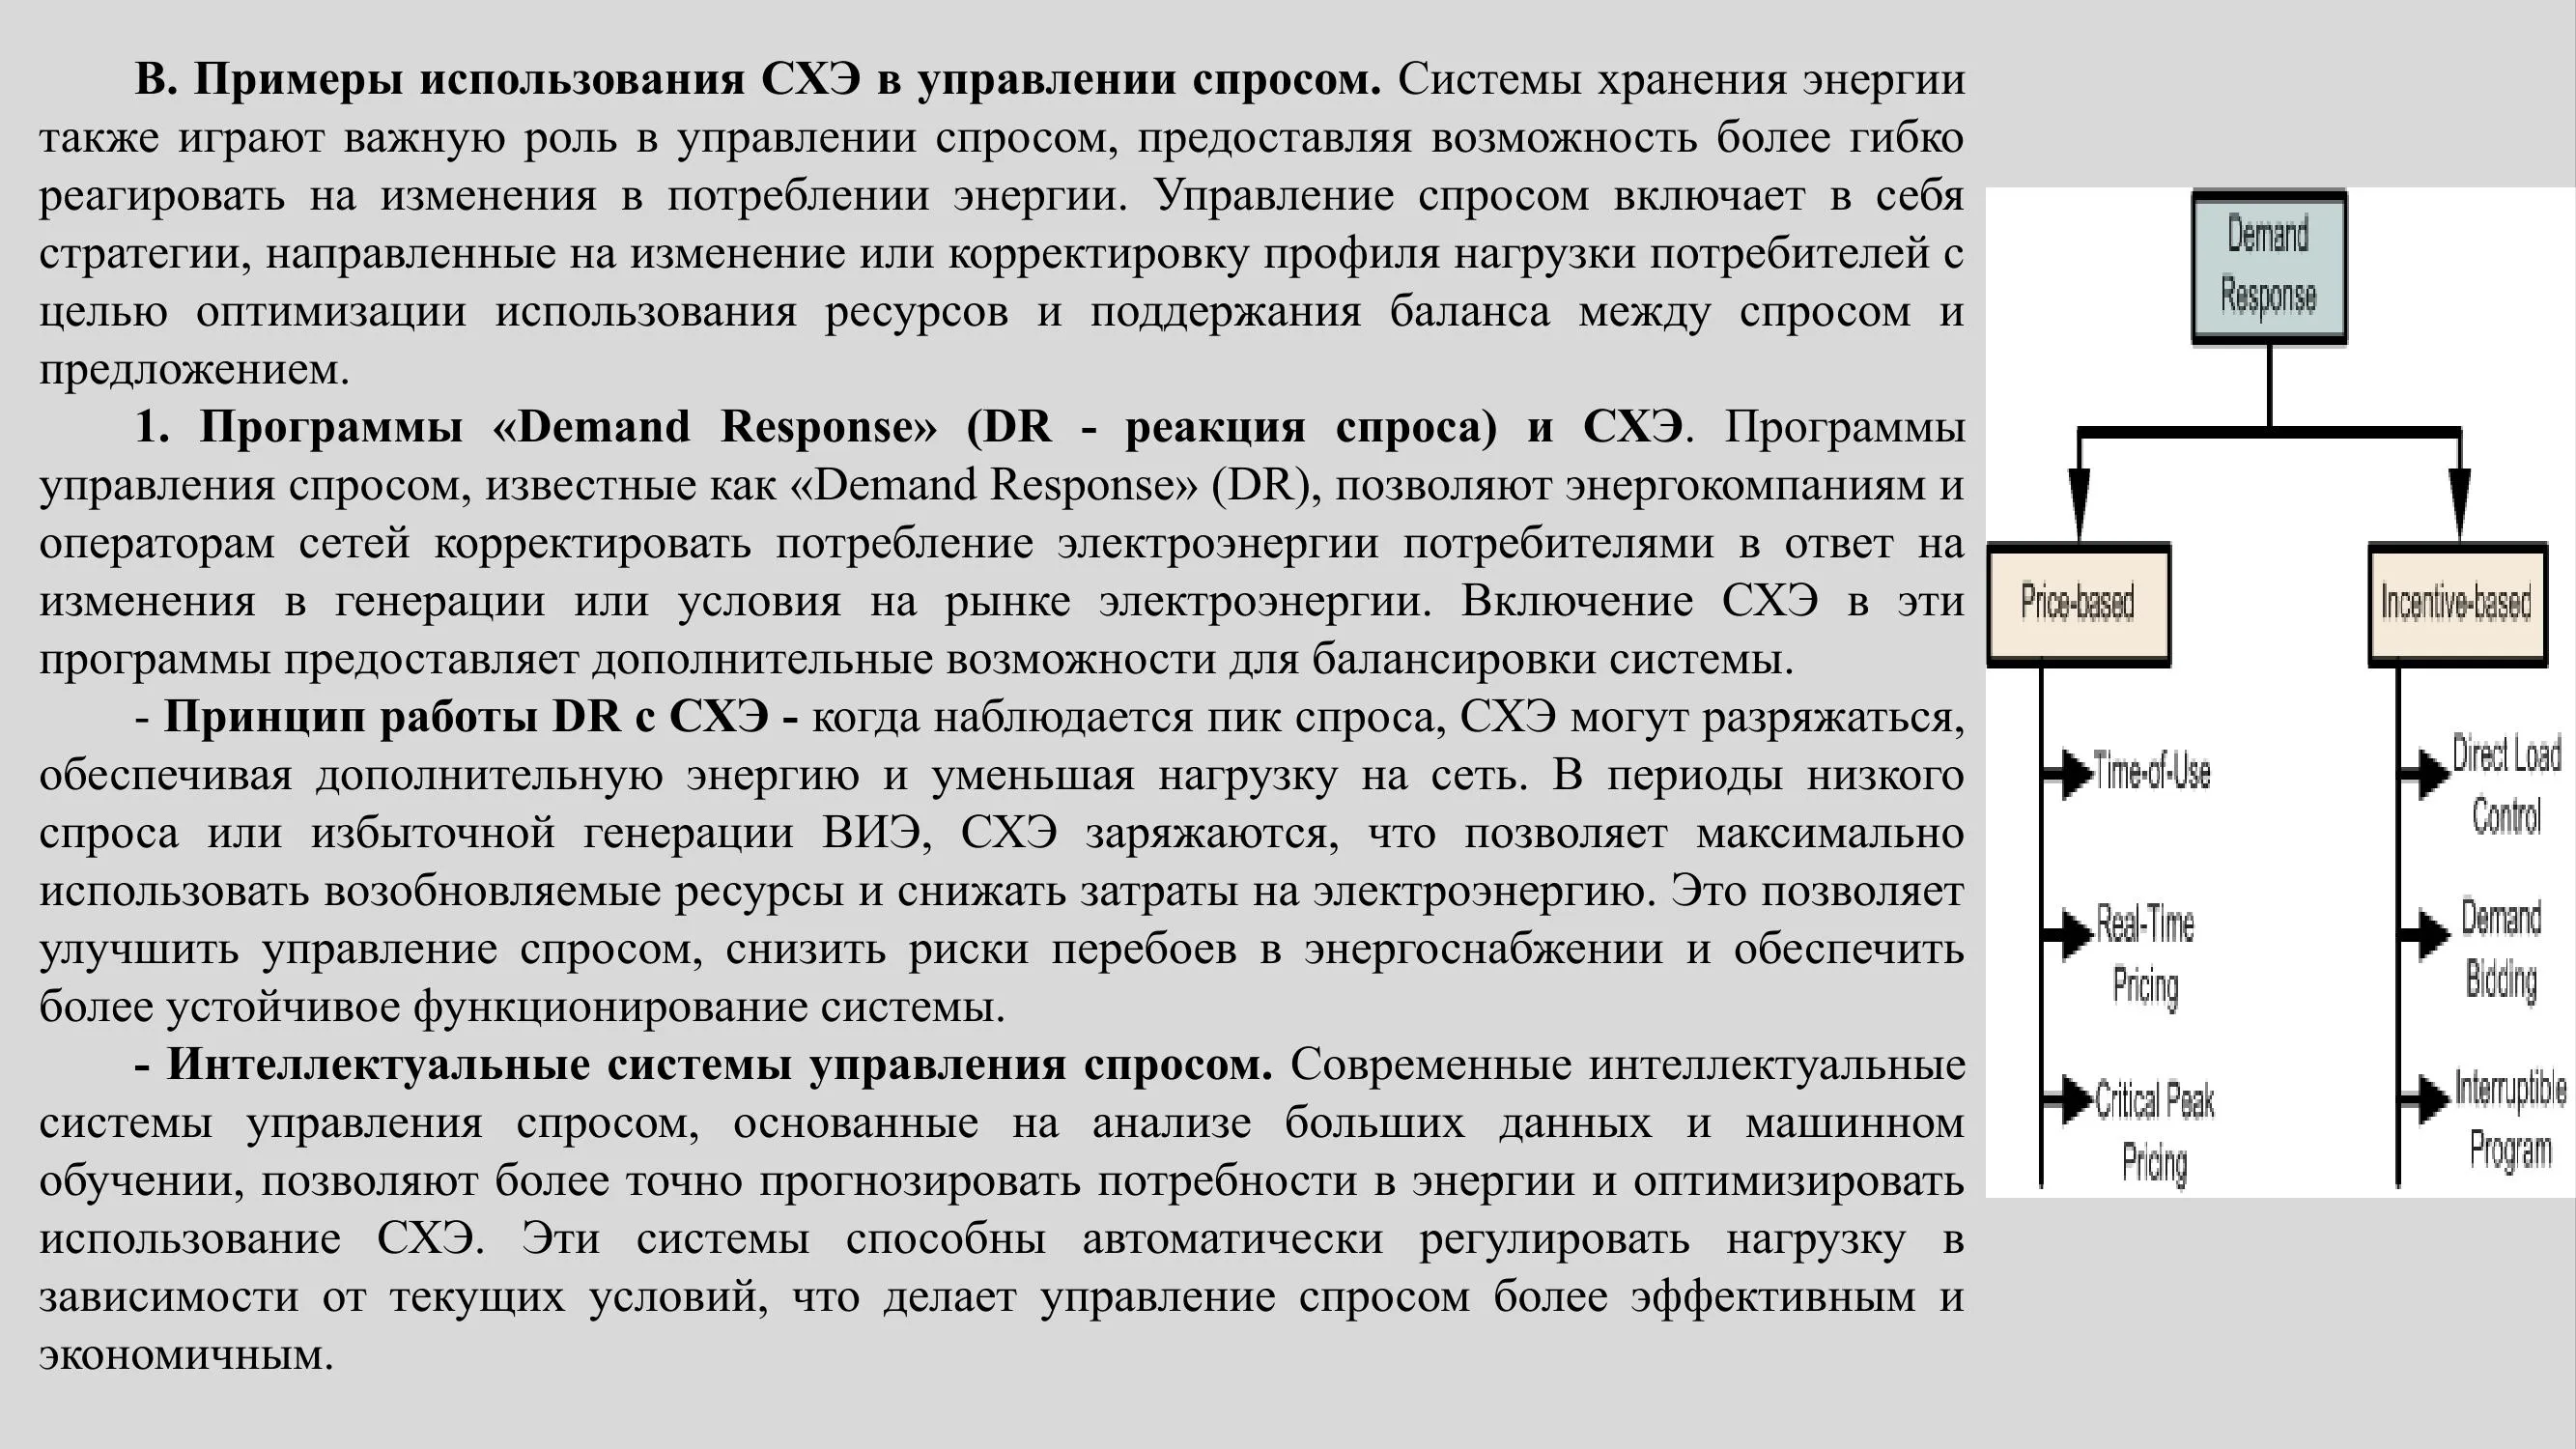 В. Примеры использования СХЭ в управлении спросом. Системы хранения энергии
также играют важную роль в управлении спросом, предоставляя возможность более гибко
реагировать на изменения в потреблении энергии. Управление спросом включает в себя
стратегии, направленные на изменение или корректировку профиля нагрузки потребителей с
целью оптимизации использования ресурсов и поддержания баланса между спросом и
предложением.
1. Программы «Demand Response» (DR - реакция спроса) и СХЭ. Программы
управления спросом, известные как «Demand Response» (DR), позволяют энергокомпаниям и
операторам сетей корректировать потребление электроэнергии потребителями в ответ на
изменения в генерации или условия на рынке электроэнергии. Включение СХЭ в эти
программы предоставляет дополнительные возможности для балансировки системы.
- Принцип работы DR с СХЭ - когда наблюдается пик спроса, СХЭ могут разряжаться,
обеспечивая дополнительную энергию и уменьшая нагрузку на сеть. В периоды низкого
спроса или избыточной генерации ВИЭ, СХЭ заряжаются, что позволяет максимально
использовать возобновляемые ресурсы и снижать затраты на электроэнергию. Это позволяет
улучшить управление спросом, снизить риски перебоев в энергоснабжении и обеспечить
более устойчивое функционирование системы.
- Интеллектуальные системы управления спросом. Современные интеллектуальные
системы управления спросом, основанные на анализе больших данных и машинном
обучении, позволяют более точно прогнозировать потребности в энергии и оптимизировать
использование СХЭ. Эти системы способны автоматически регулировать нагрузку в
зависимости от текущих условий, что делает управление спросом более эффективным и
экономичным.
Demand
Response
Price-based
Time-of-Use
Real-Time
Pricing
Critical Peak
Pricing
Incentive-based
Direct Load
Control
Demand
Bidding
Interruptible
Program